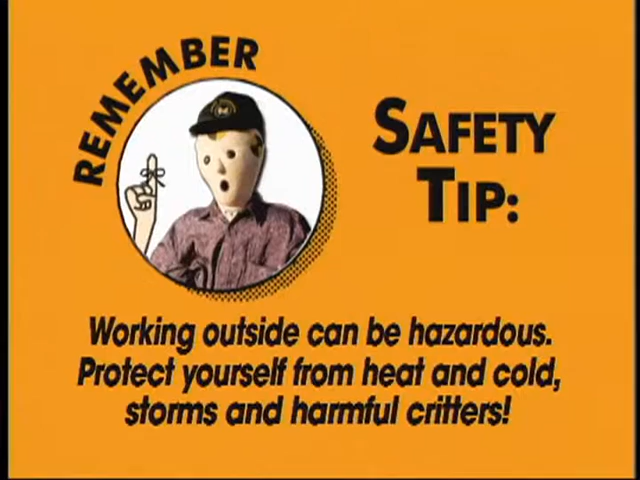 REMEMBER
SAFETY
TIP:
Working outside can be hazardous.
Protect yourself from heat and cold,
storms and harmful critters!